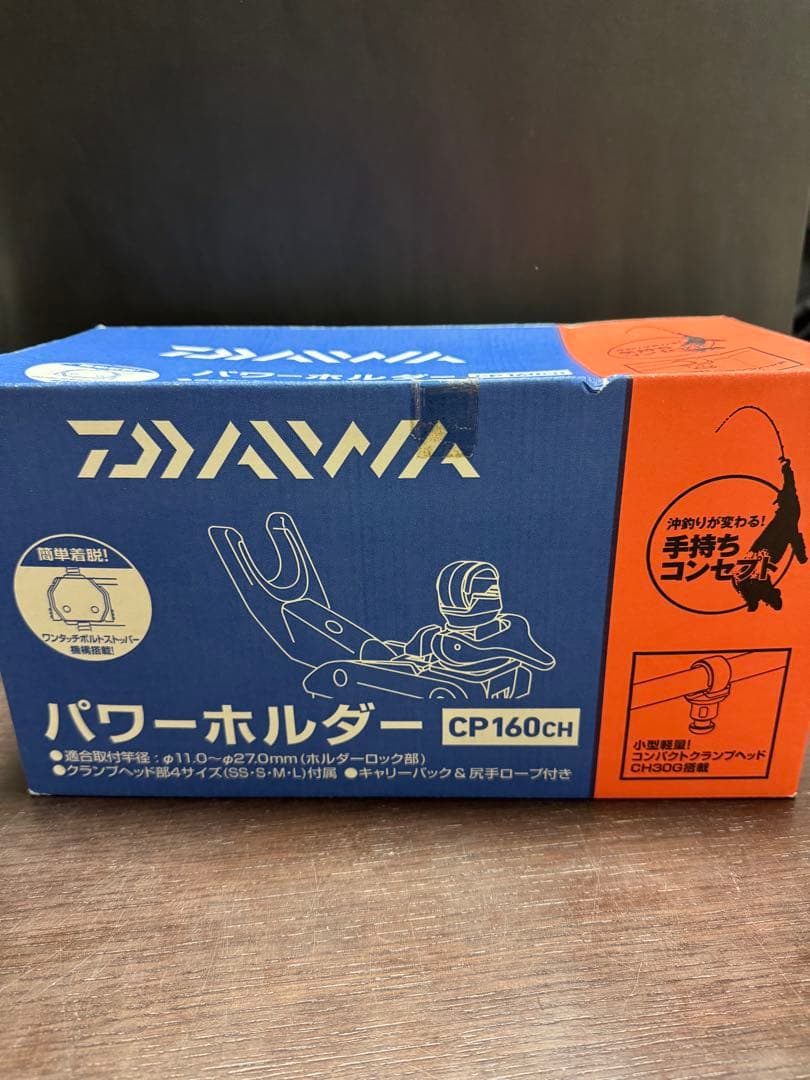 DAIWA
パワーホルダー CP160CH
DAIWA
簡単着脱!
ワンタッチボルトストッパー
機構搭載!
パワーホルダー CP160CH
●適合取付竿径：φ11.0～φ27.0mm(ホルダーロック部)
●クランプヘッド部4サイズ(SS・S・M・L)付属 ●キャリーバック&尻手ロープ付き
沖釣りが変わる!
手持ち
コンセプト
小型軽量!
コンパクトクランプヘッド
CH30G搭載